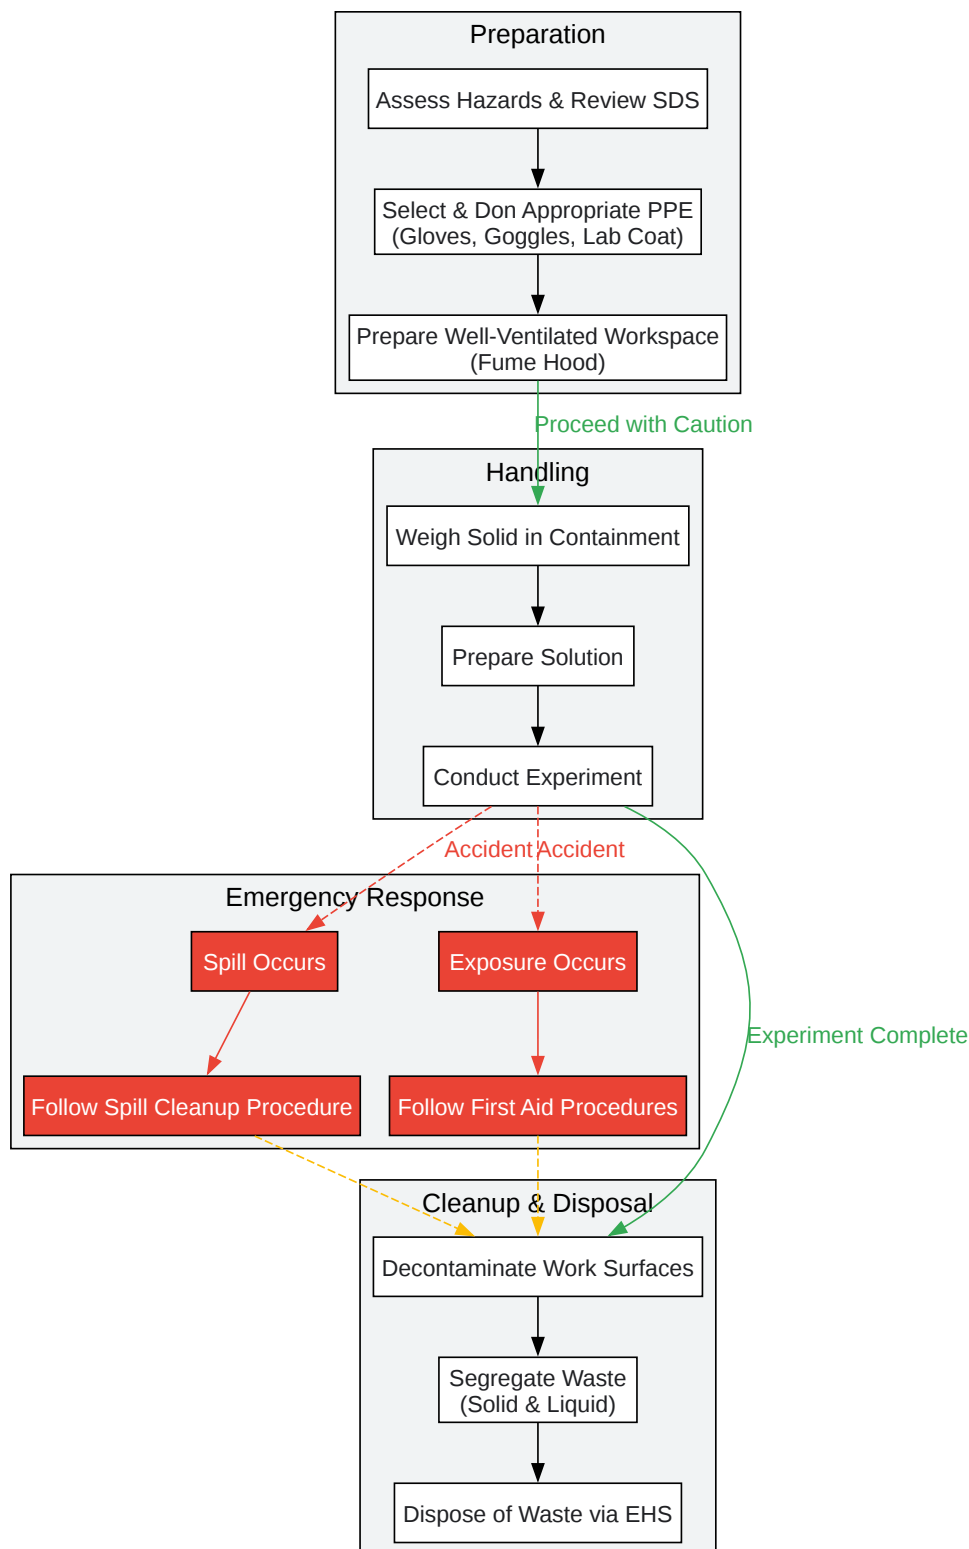 Preparation
Assess Hazards & Review SDS
Select & Don Appropriate PPE
(Gloves, Goggles, Lab Coat)
Prepare Well-Ventilated Workspace
(Fume Hood)
Proceed with Caution
Handling
Weigh Solid in Containment
Prepare Solution
Conduct Experiment
Accident
Accident
Emergency Response
Spill Occurs
Exposure Occurs
Experiment Complete
Follow Spill Cleanup Procedure
Follow First Aid Procedures
Cleanup & Disposal
Decontaminate Work Surfaces
Segregate Waste
(Solid & Liquid)
Dispose of Waste via EHS